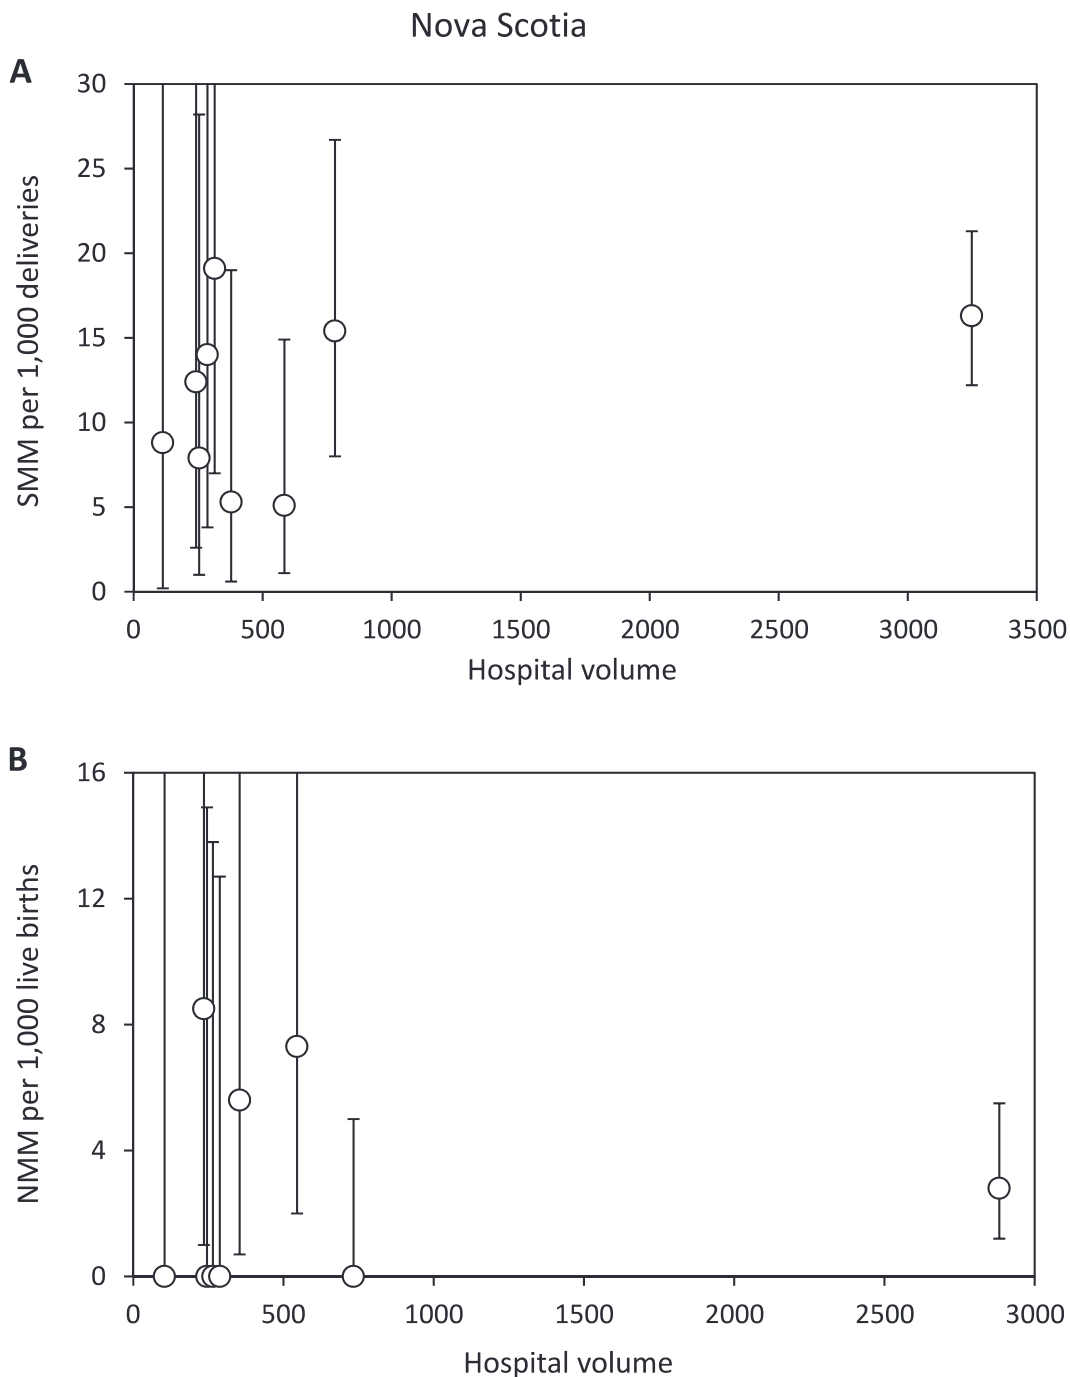 Nova Scotia
A
30
25
20
15
10
5
0
SMM per 1,000 deliveries
0 500 1000 1500 2000 2500 3000 3500
Hospital volume
B
16
12
8
4
0
NMM per 1,000 live births
0 500 1000 1500 2000 2500 3000
Hospital volume